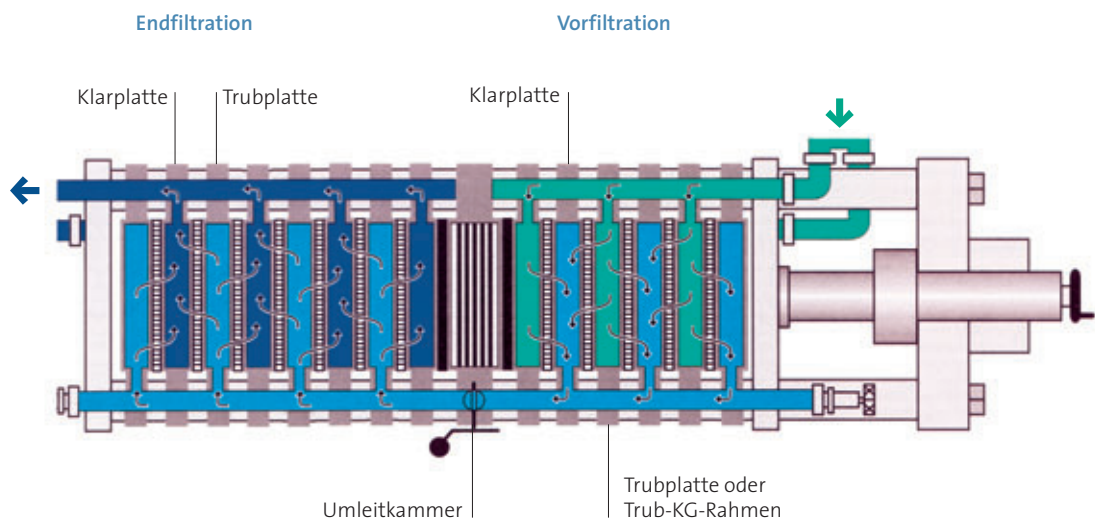 Endfiltration
Vorfiltration
Klarplatte
Trubplatte
Klarplatte
Umleitkammer
Trubplatte oder
Trub-KG-Rahmen